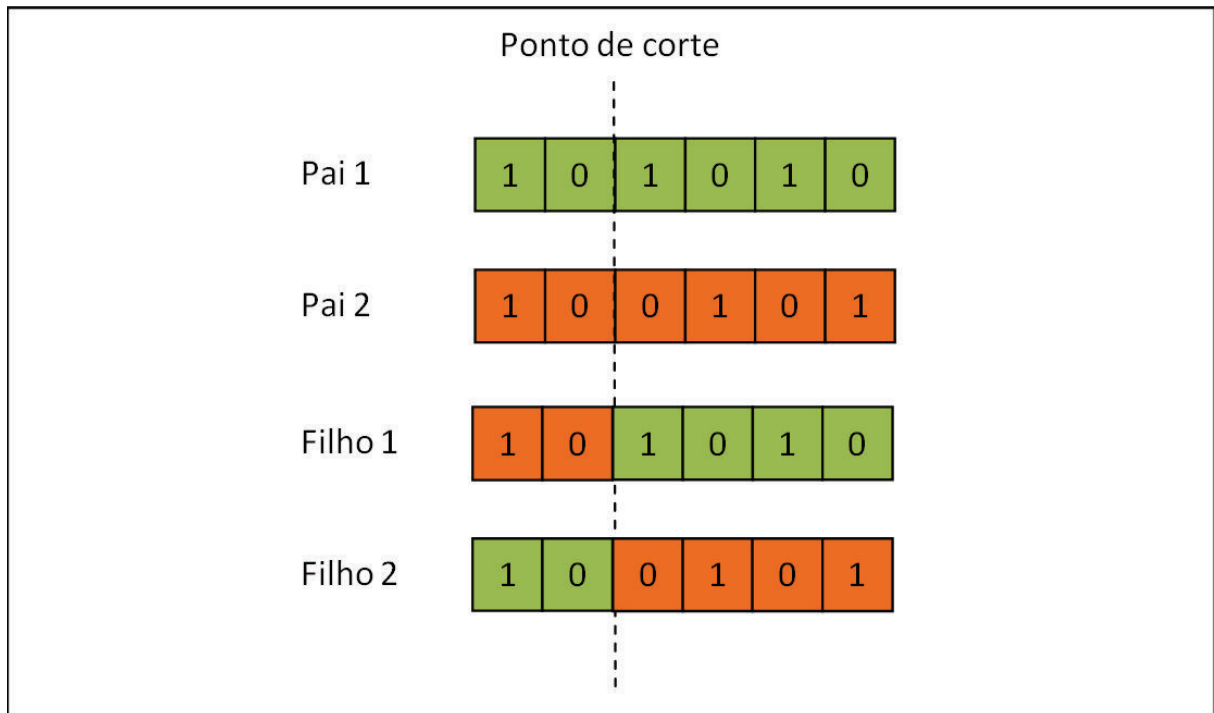 Ponto de corte
Pai 1 1 0 1 0 1 0
Pai 2 1 0 0 1 0 1
Filho 1 1 0 1 0 1 0
Filho 2 1 0 0 1 0 1